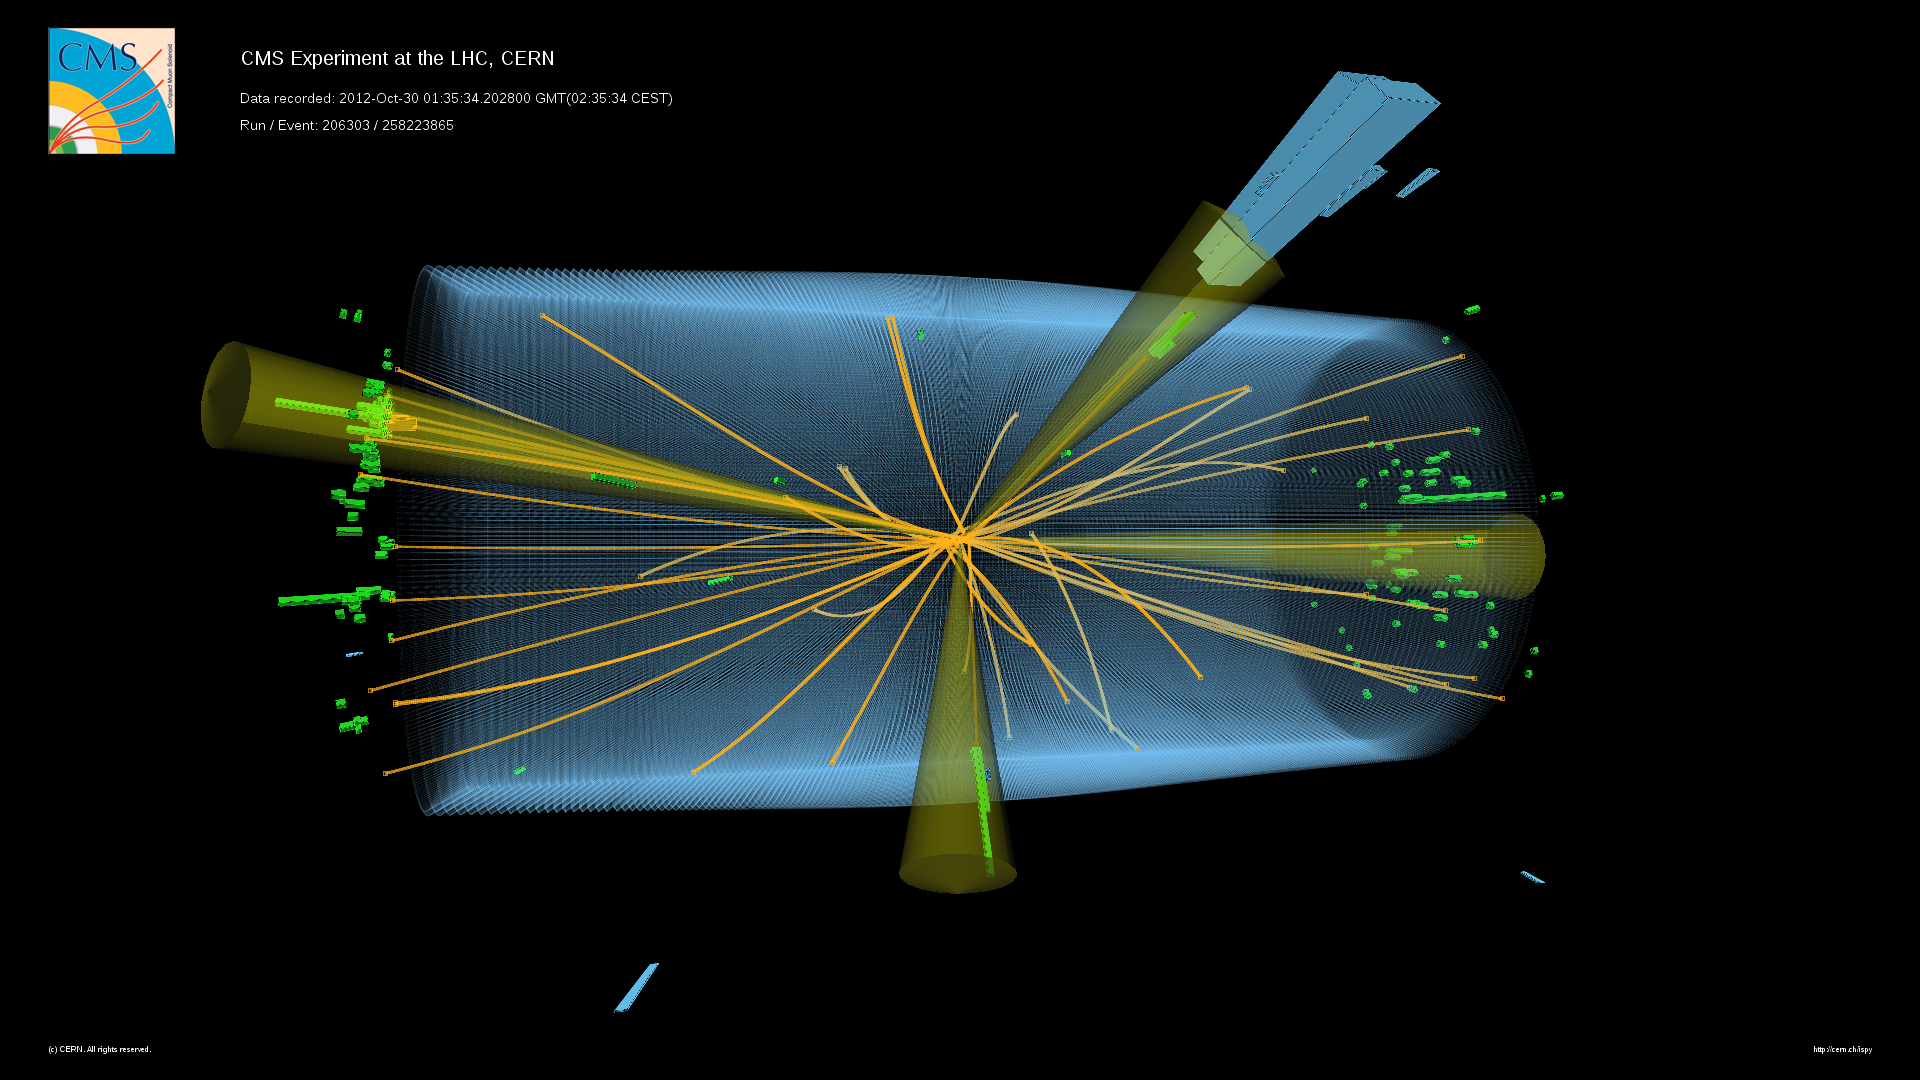 CMS
Compact Muon Solenoid
CMS Experiment at the LHC, CERN
Data recorded: 2012-Oct-30 01:35:34.202800 GMT(02:35:34 CEST)
Run / Event: 206303 / 258223865
(c) CERN. All rights reserved.
http://cern.ch/ispy